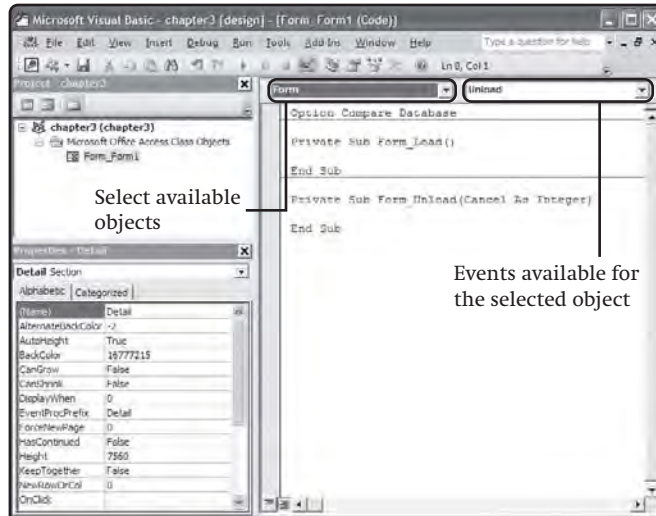 Microsoft Visual Basic - chapter3 [design] - [Form_Form1 (Code)]
File Edit View Insert Debug Run Tools Add-Ins Window Help Type a question for help
Ln 8, Col 1
Project - chapter3
Form Unload
chapter3 (chapter3)
Microsoft Office Access Class Objects
Form_Form1
Option Compare Database
Private Sub Form_Load()
End Sub
Private Sub Form_Unload(Cancel As Integer)
End Sub
Select available
objects
Events available for
the selected object
Properties - Detail
Detail Section
Alphabetic Categorized
(Name) Detail
AlternateBackColor -2
AutoHeight True
BackColor 16777215
CanGrow False
CanShrink False
DisplayWhen 0
EventProcPrefix Detail
ForceNewPage 0
HasContinued False
Height 7560
KeepTogether False
NewRowOrCol 0
OnClick